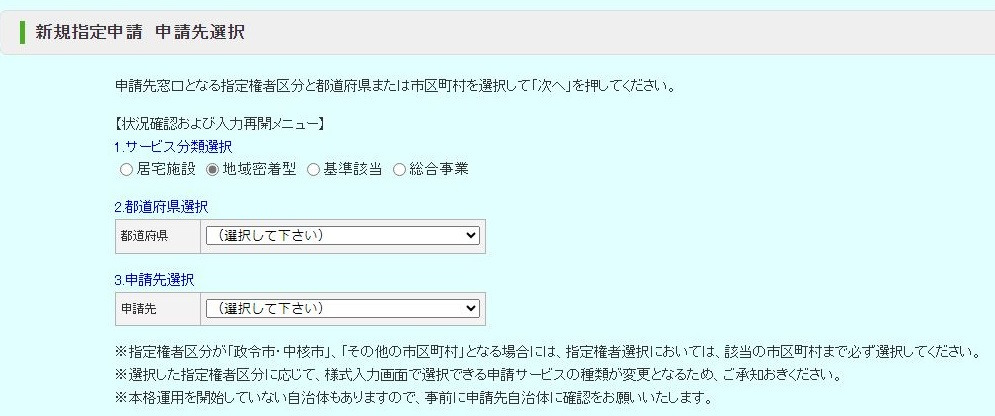 新規指定申請 申請先選択
申請先窓口となる指定権者区分と都道府県または市区町村を選択して「次へ」を押してください。
【状況確認および入力再開メニュー】
1.サービス分類選択
居宅施設 地域密着型 基準該当 総合事業
2.都道府県選択
都道府県 （選択して下さい）
3.申請先選択
申請先 （選択して下さい）
※指定権者区分が「政令市・中核市」、「その他の市区町村」となる場合には、指定権者選択においては、該当の市区町村まで必ず選択してください。
※選択した指定権者区分に応じて、様式入力画面で選択できる申請サービスの種類が変更となるため、ご承知おきください。
※本格運用を開始していない自治体もありますので、事前に申請先自治体に確認をお願いいたします。